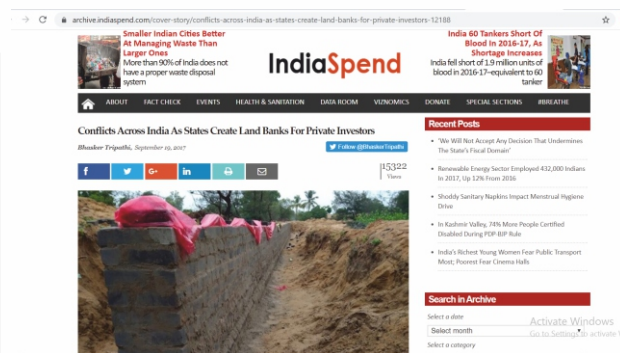 archive.indiaspend.com/cover-story/conflicts-across-india-as-states-create-land-banks-for-private-investors-12188
Smaller Indian Cities Better
At Managing Waste Than
Larger Ones
More than 90% of India does not
have a proper waste disposal
system
IndiaSpend
India 60 Tankers Short Of
Blood In 2016-17, As
Shortage Increases
India fell short of 1.9 million units of
blood in 2016-17-equivalent to 60
tanker
ABOUT FACT CHECK EVENTS HEALTH & SANITATION DATA ROOM VIZNOMICS DONATE SPECIAL SECTIONS #BREATHE
Conflicts Across India As States Create Land Banks For Private Investors
Bhasker Tripathi, September 19, 2017
Follow @BhaskerTripathi
15322
Views
Recent Posts
'We Will Not Accept Any Decision That Undermines
The State's Fiscal Domain'
Renewable Energy Sector Employed 432,000 Indians
In 2017, Up 12% From 2016
Shoddy Sanitary Napkins Impact Menstrual Hygiene
Drive
In Kashmir Valley, 74% More People Certified
Disabled During PDP-BJP Rule
India's Richest Young Women Fear Public Transport
Most; Poorest Fear Cinema Halls
Search in Archive
Select a date
Select month
Select a category
Activate Windows
Go to Settings to activate